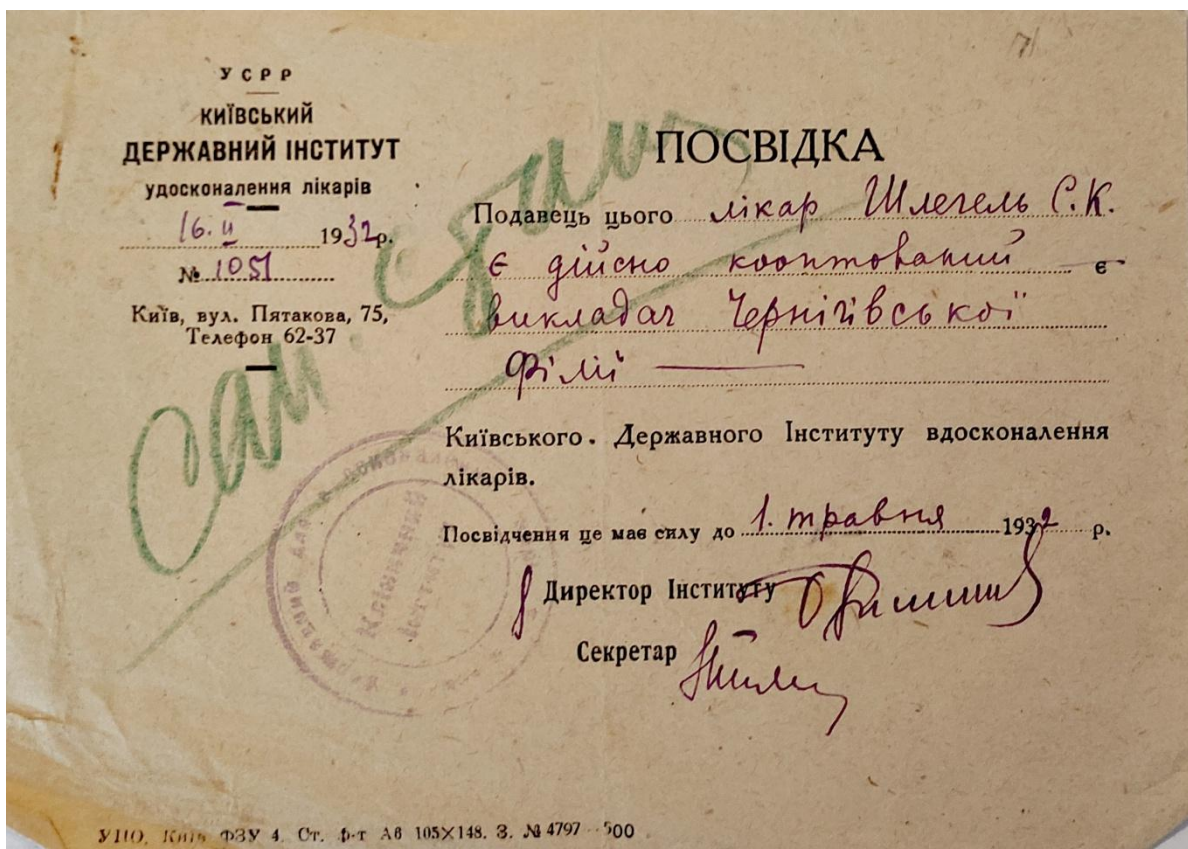 УСРР
КИЇВСЬКИЙ
ДЕРЖАВНИЙ ІНСТИТУТ
удосконалення лікарів
16. II 1932р.
№ 1051
Київ, вул. Пятакова, 75,
Телефон 62-37
ПОСВІДКА
Подавець цього лікар Шлегель С.К.
Є дійсно кооптований є
викладач Чернігівської
Філії
Київського. Державного Інституту вдосконалення
лікарів.
Посвідчення це має силу до 1. травня 1932 р.
Директор Інституту
Секретар
Клінічний
Інститут
УПО, Київ ФЗУ 4. Ст. ф-т А6 105×148. З. № 4797 500